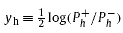 y_h ≡ ½ log(P_h^+/P_h^-)